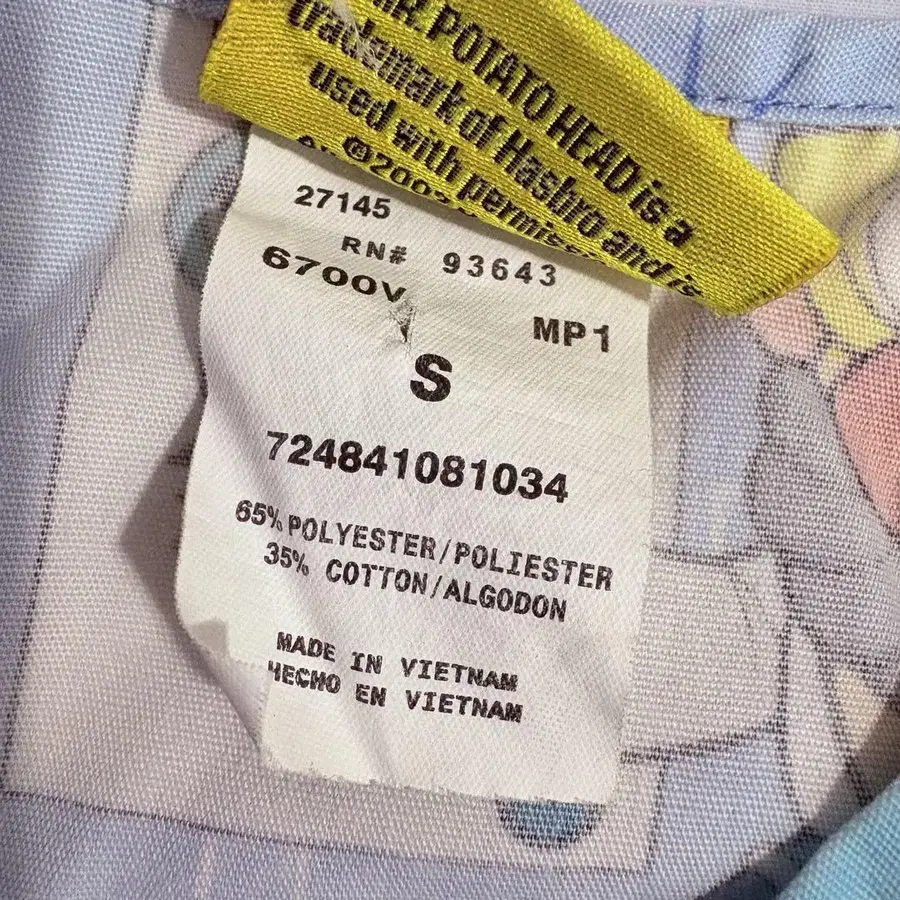 MR. POTATO HEAD is a
trademark of Hasbro and is
used with permiss
27145
RN# 93643
6700V
MP1
S
724841081034
65% POLYESTER/POLIESTER
35% COTTON/ALGODON
MADE IN VIETNAM
HECHO EN VIETNAM